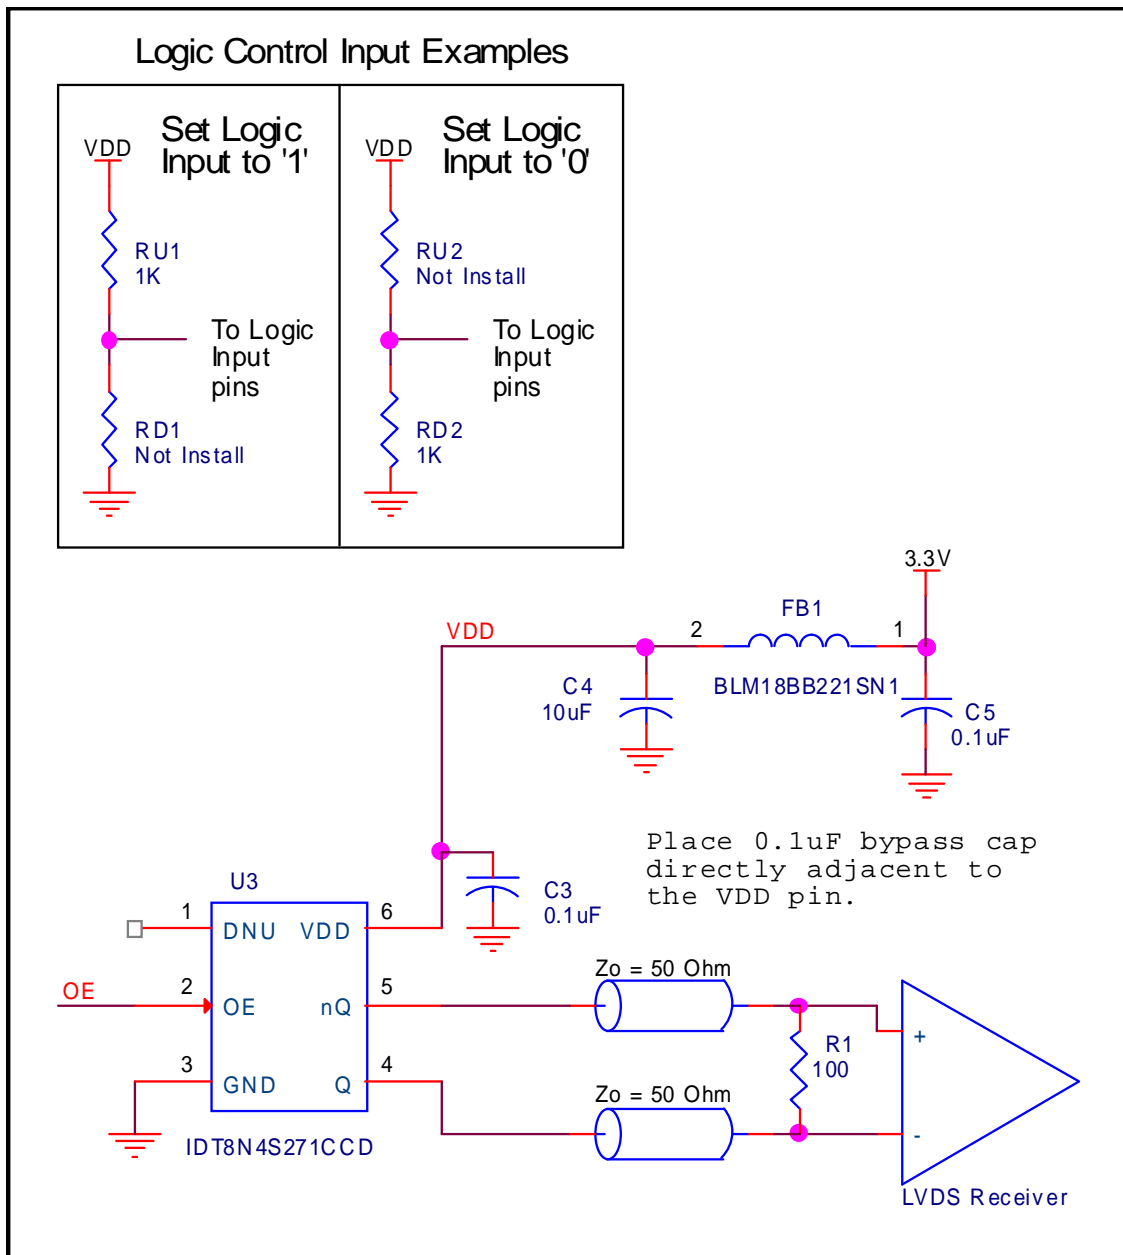 Logic Control Input Examples
Set Logic
Input to '1'
VDD
RU1
1K
To Logic
Input
pins
RD1
Not Install
Set Logic
Input to '0'
VDD
RU2
Not Install
To Logic
Input
pins
RD2
1K
3.3V
FB1
VDD
2
1
BLM18BB221SN1
C4
10uF
C5
0.1uF
Place 0.1uF bypass cap
directly adjacent to
the VDD pin.
U3
C3
0.1uF
1
DNU
VDD
6
OE
2
OE
nQ
5
3
GND
Q
4
IDT8N4S271CCD
Zo = 50 Ohm
R1
100
Zo = 50 Ohm
+
-
LVDS Receiver